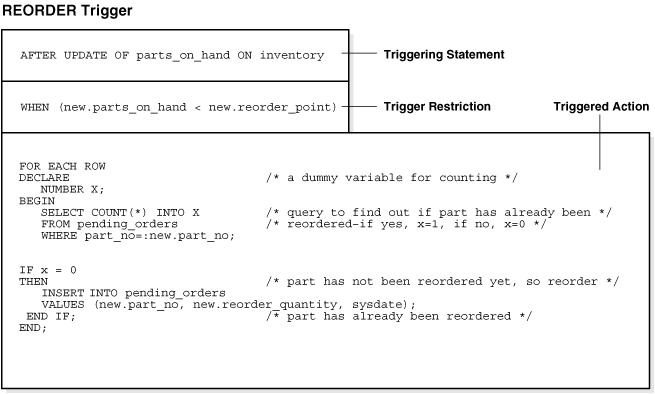 REORDER Trigger
AFTER UPDATE OF parts_on_hand ON inventory
Triggering Statement
WHEN (new.parts_on_hand < new.reorder_point)
Trigger Restriction
Triggered Action
FOR EACH ROW
DECLARE /* a dummy variable for counting */
NUMBER X;
BEGIN
SELECT COUNT(*) INTO X /* query to find out if part has already been */
FROM pending_orders /* reordered-if yes, x=1, if no, x=0 */
WHERE part_no=:new.part_no;
IF x = 0
THEN /* part has not been reordered yet, so reorder */
INSERT INTO pending_orders
VALUES (new.part_no, new.reorder_quantity, sysdate);
END IF; /* part has already been reordered */
END;